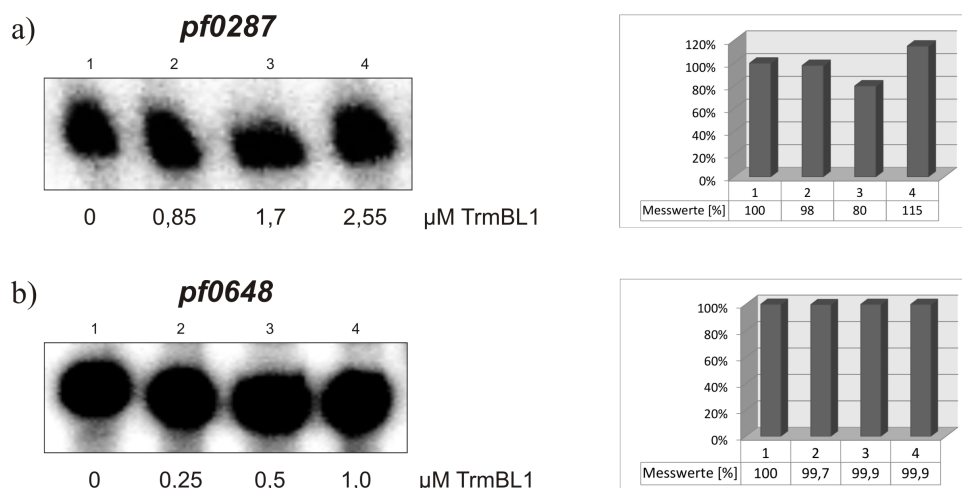 a)
pf0287
1 2 3 4
0 0,85 1,7 2,55 µM TrmBL1
120%
100%
80%
60%
40%
20%
0%
1 2 3 4
Messwerte [%] 100 98 80 115
b)
pf0648
1 2 3 4
0 0,25 0,5 1,0 µM TrmBL1
100%
80%
60%
40%
20%
0%
1 2 3 4
Messwerte [%] 100 99,7 99,9 99,9